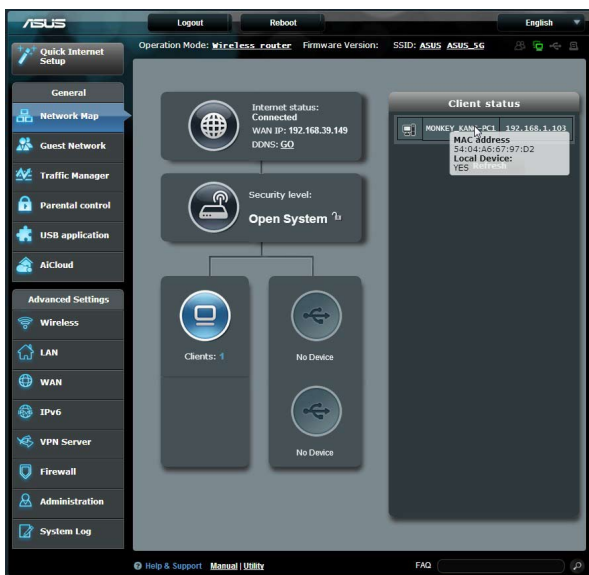 ASUS
Logout
Reboot
English
Operation Mode: Wireless router Firmware Version: SSID: ASUS ASUS_5G
Quick Internet
Setup
General
Network Map
Guest Network
Traffic Manager
Parental control
USB application
AiCloud
Advanced Settings
Wireless
LAN
WAN
IPv6
VPN Server
Firewall
Administration
System Log
Internet status:
Connected
WAN IP: 192.168.39.149
DDNS: GO
Security level:
Open System
Clients: 1
No Device
No Device
Client status
192.168.1.103
MAC address
54:04:A6:67:97:D2
Local Device:
YES
Help & Support Manual | Utility
FAQ